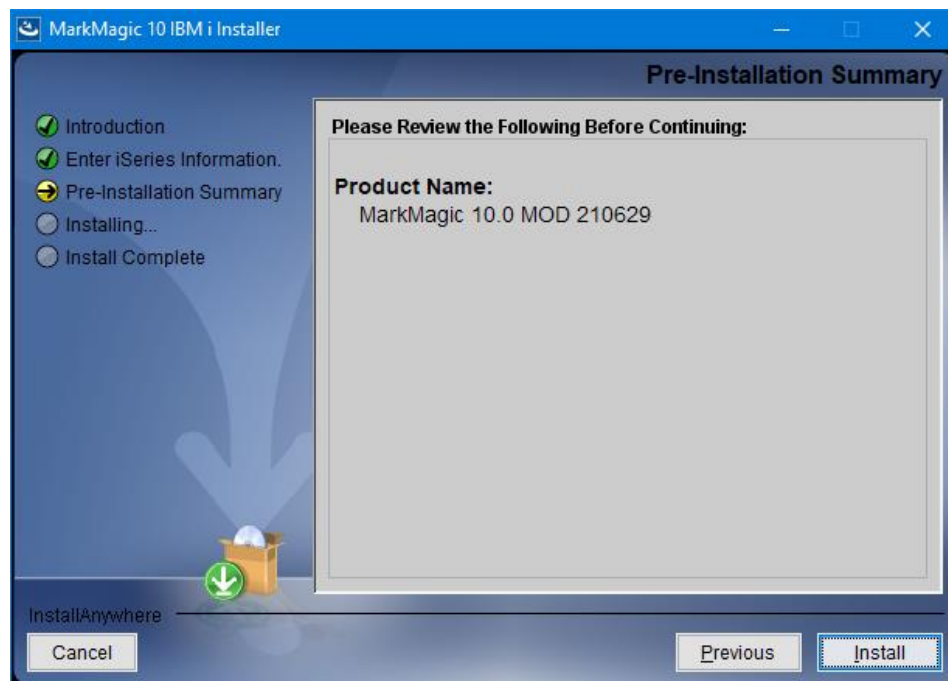 MarkMagic 10 IBM i Installer
Pre-Installation Summary
Introduction
Enter iSeries Information.
Pre-Installation Summary
Installing...
Install Complete
Please Review the Following Before Continuing:
Product Name:
MarkMagic 10.0 MOD 210629
InstallAnywhere
Cancel
Previous
Install